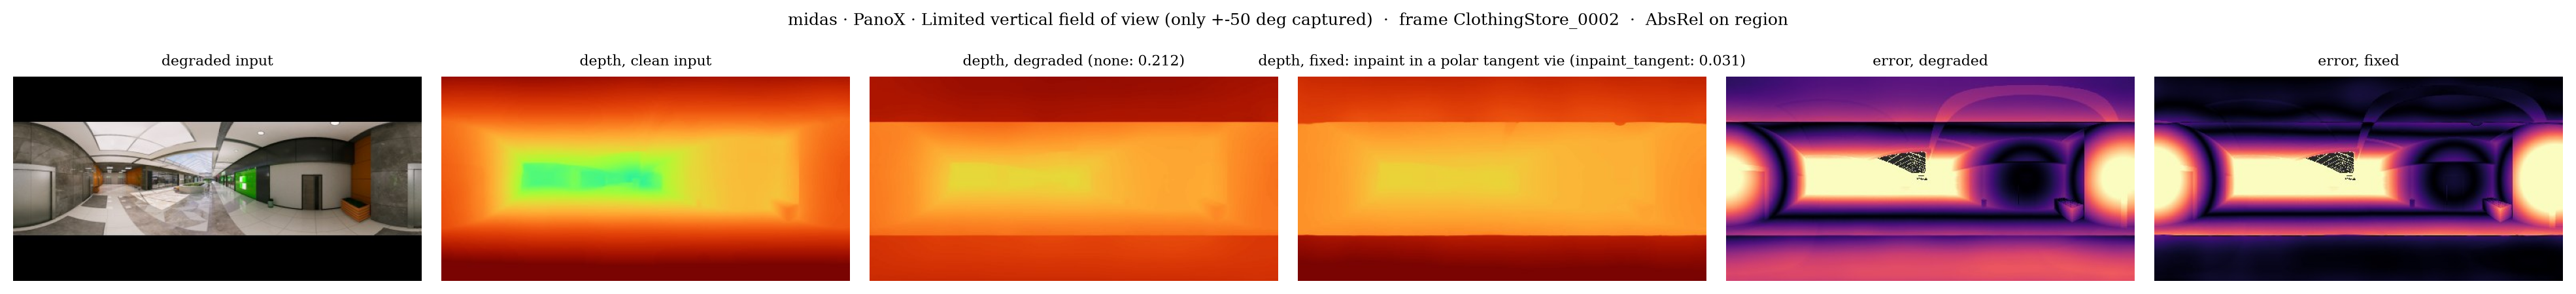 midas · PanoX · Limited vertical field of view (only +-50 deg captured) · frame ClothingStore_0002 · AbsRel on region
degraded input
depth, clean input
depth, degraded (none: 0.212)
depth, fixed: inpaint in a polar tangent vie (inpaint_tangent: 0.031)
error, degraded
error, fixed